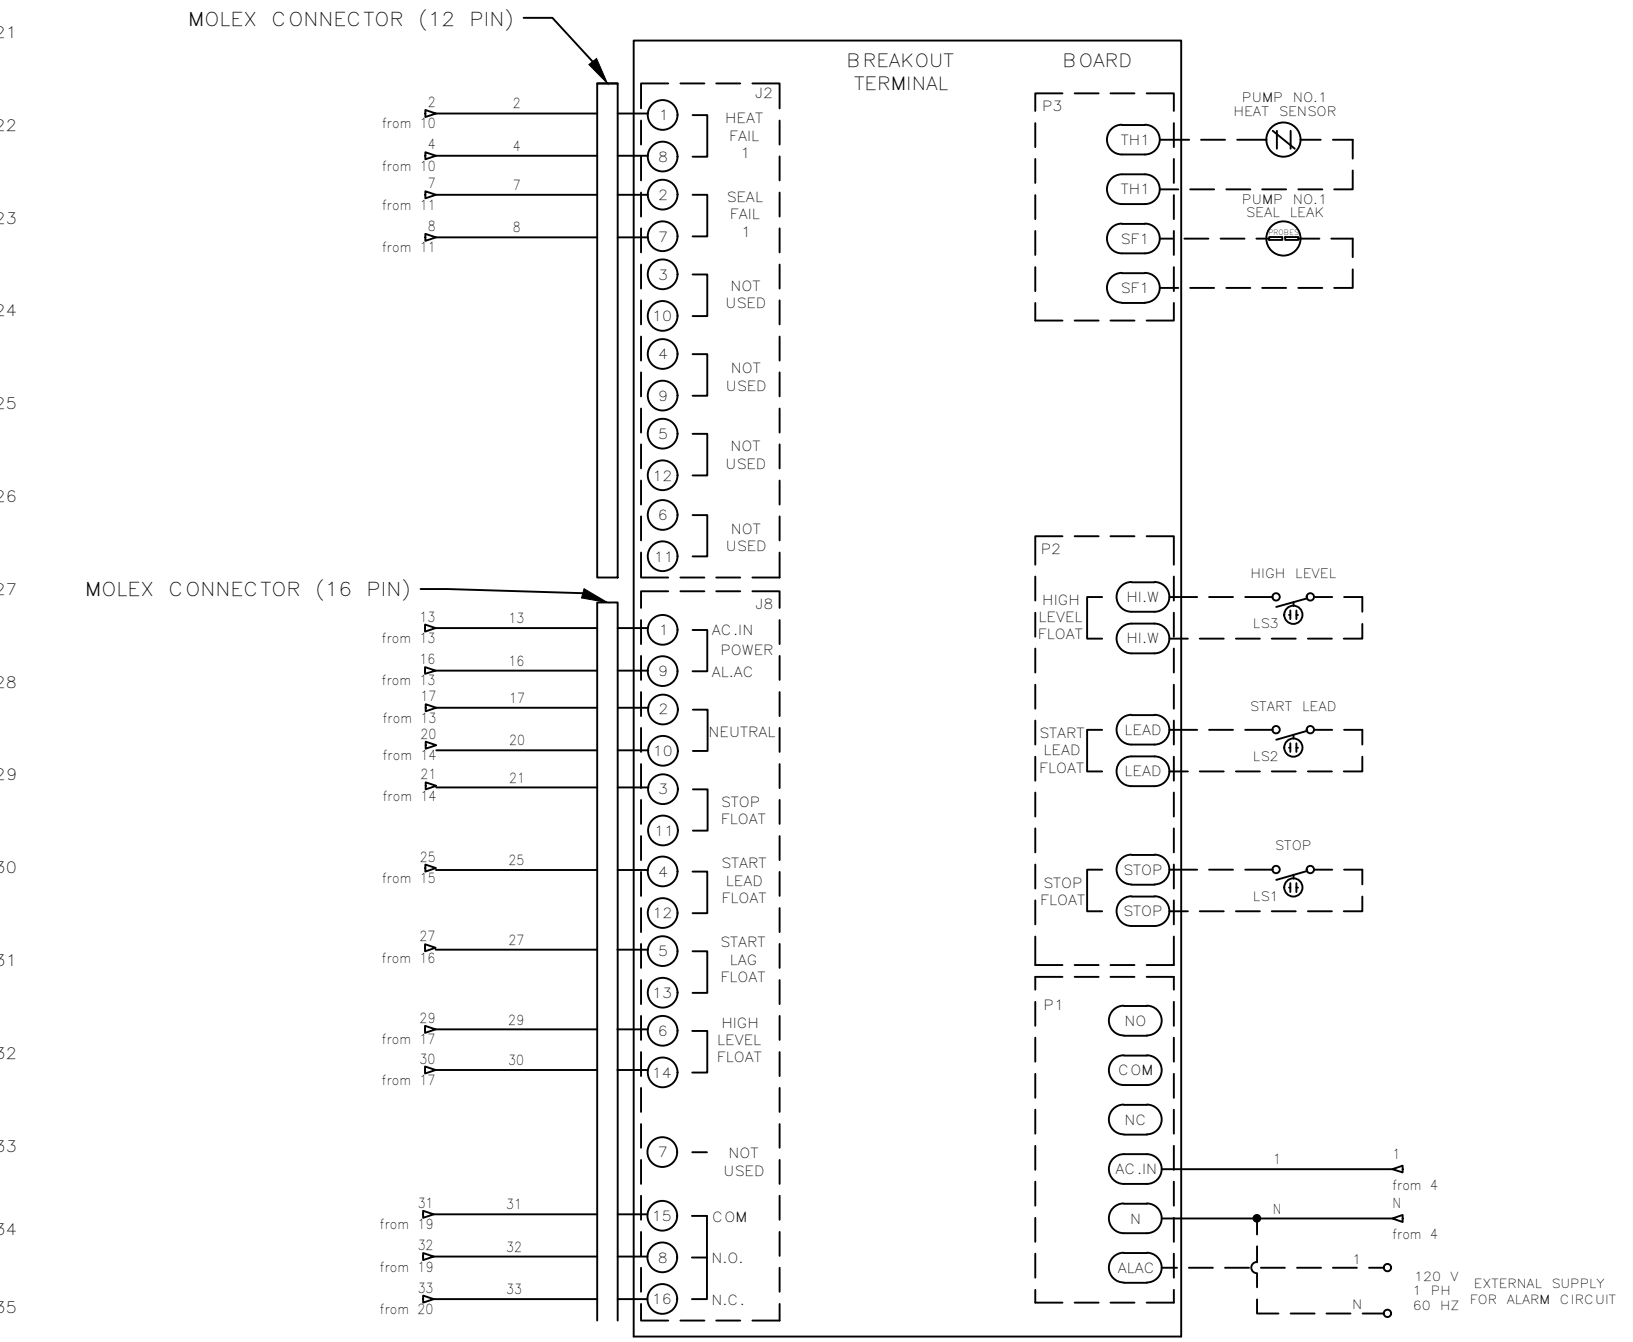 MOLEX CONNECTOR (12 PIN)
21
22
23
24
25
26
27
28
29
30
31
32
33
34
35
BREAKOUT
TERMINAL
BOARD
2
from 10
2
4
from 10
4
7
from 11
7
8
from 11
8
J2
1
8
HEAT
FAIL
1
2
7
SEAL
FAIL
1
3
10
NOT
USED
4
9
NOT
USED
5
12
NOT
USED
6
11
NOT
USED
P3
TH1
TH1
SF1
SF1
PUMP NO.1
HEAT SENSOR
PUMP NO.1
SEAL LEAK
PROBES
MOLEX CONNECTOR (16 PIN)
13
from 13
13
16
from 13
16
17
from 13
17
20
from 14
20
21
from 14
21
25
from 15
25
27
from 16
27
29
from 17
29
30
from 17
30
31
from 19
31
32
from 19
32
33
from 20
33
J8
1
AC.IN
POWER
9
AL.AC
2
10
NEUTRAL
3
11
STOP
FLOAT
4
12
START
LEAD
FLOAT
5
13
START
LAG
FLOAT
6
14
HIGH
LEVEL
FLOAT
7
NOT
USED
15
COM
8
N.O.
16
N.C.
P2
HIGH
LEVEL
FLOAT
HI.W
HI.W
HIGH LEVEL
LS3
START
LEAD
FLOAT
LEAD
LEAD
START LEAD
LS2
STOP
FLOAT
STOP
STOP
STOP
LS1
P1
NO
COM
NC
AC.IN
N
ALAC
1
1
from 4
N
N
from 4
1
N
120 V
1 PH
60 HZ
EXTERNAL SUPPLY
FOR ALARM CIRCUIT